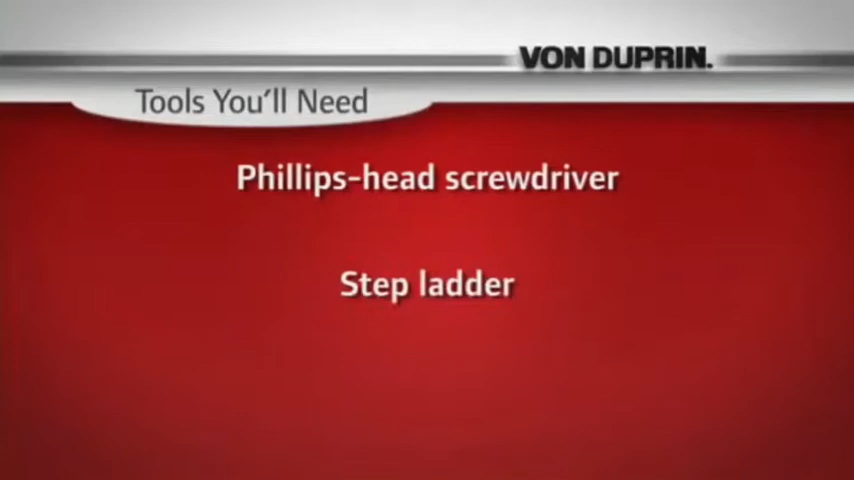 VON DUPRIN.
Tools You'll Need
Phillips-head screwdriver
Step ladder